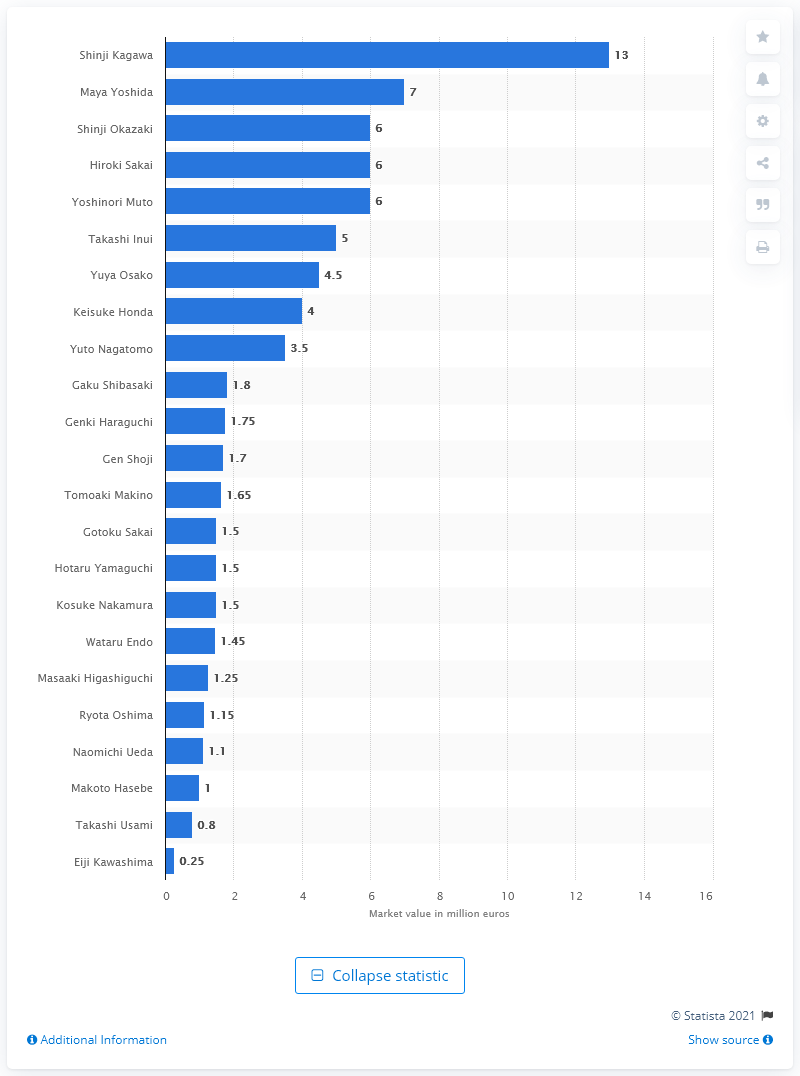 Shinji Kagawa 13
Maya Yoshida 7
Shinji Okazaki 6
Hiroki Sakai 6
Yoshinori Muto 6
Takashi Inui 5
Yuya Osako 4.5
Keisuke Honda 4
Yuto Nagatomo 3.5
Gaku Shibasaki 1.8
Genki Haraguchi 1.75
Gen Shoji 1.7
Tomoaki Makino 1.65
Gotoku Sakai 1.5
Hotaru Yamaguchi 1.5
Kosuke Nakamura 1.5
Wataru Endo 1.45
Masaaki Higashiguchi 1.25
Ryota Oshima 1.15
Naomichi Ueda 1.1
Makoto Hasebe 1
Takashi Usami 0.8
Eiji Kawashima 0.25
0 2 4 6 8 10 12 14 16
Market value in million euros
Collapse statistic
© Statista 2021
Additional Information Show source